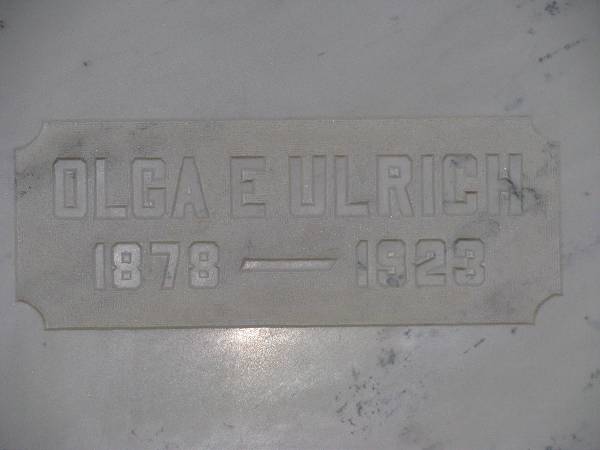 OLGA E ULRICH
1878 — 1923